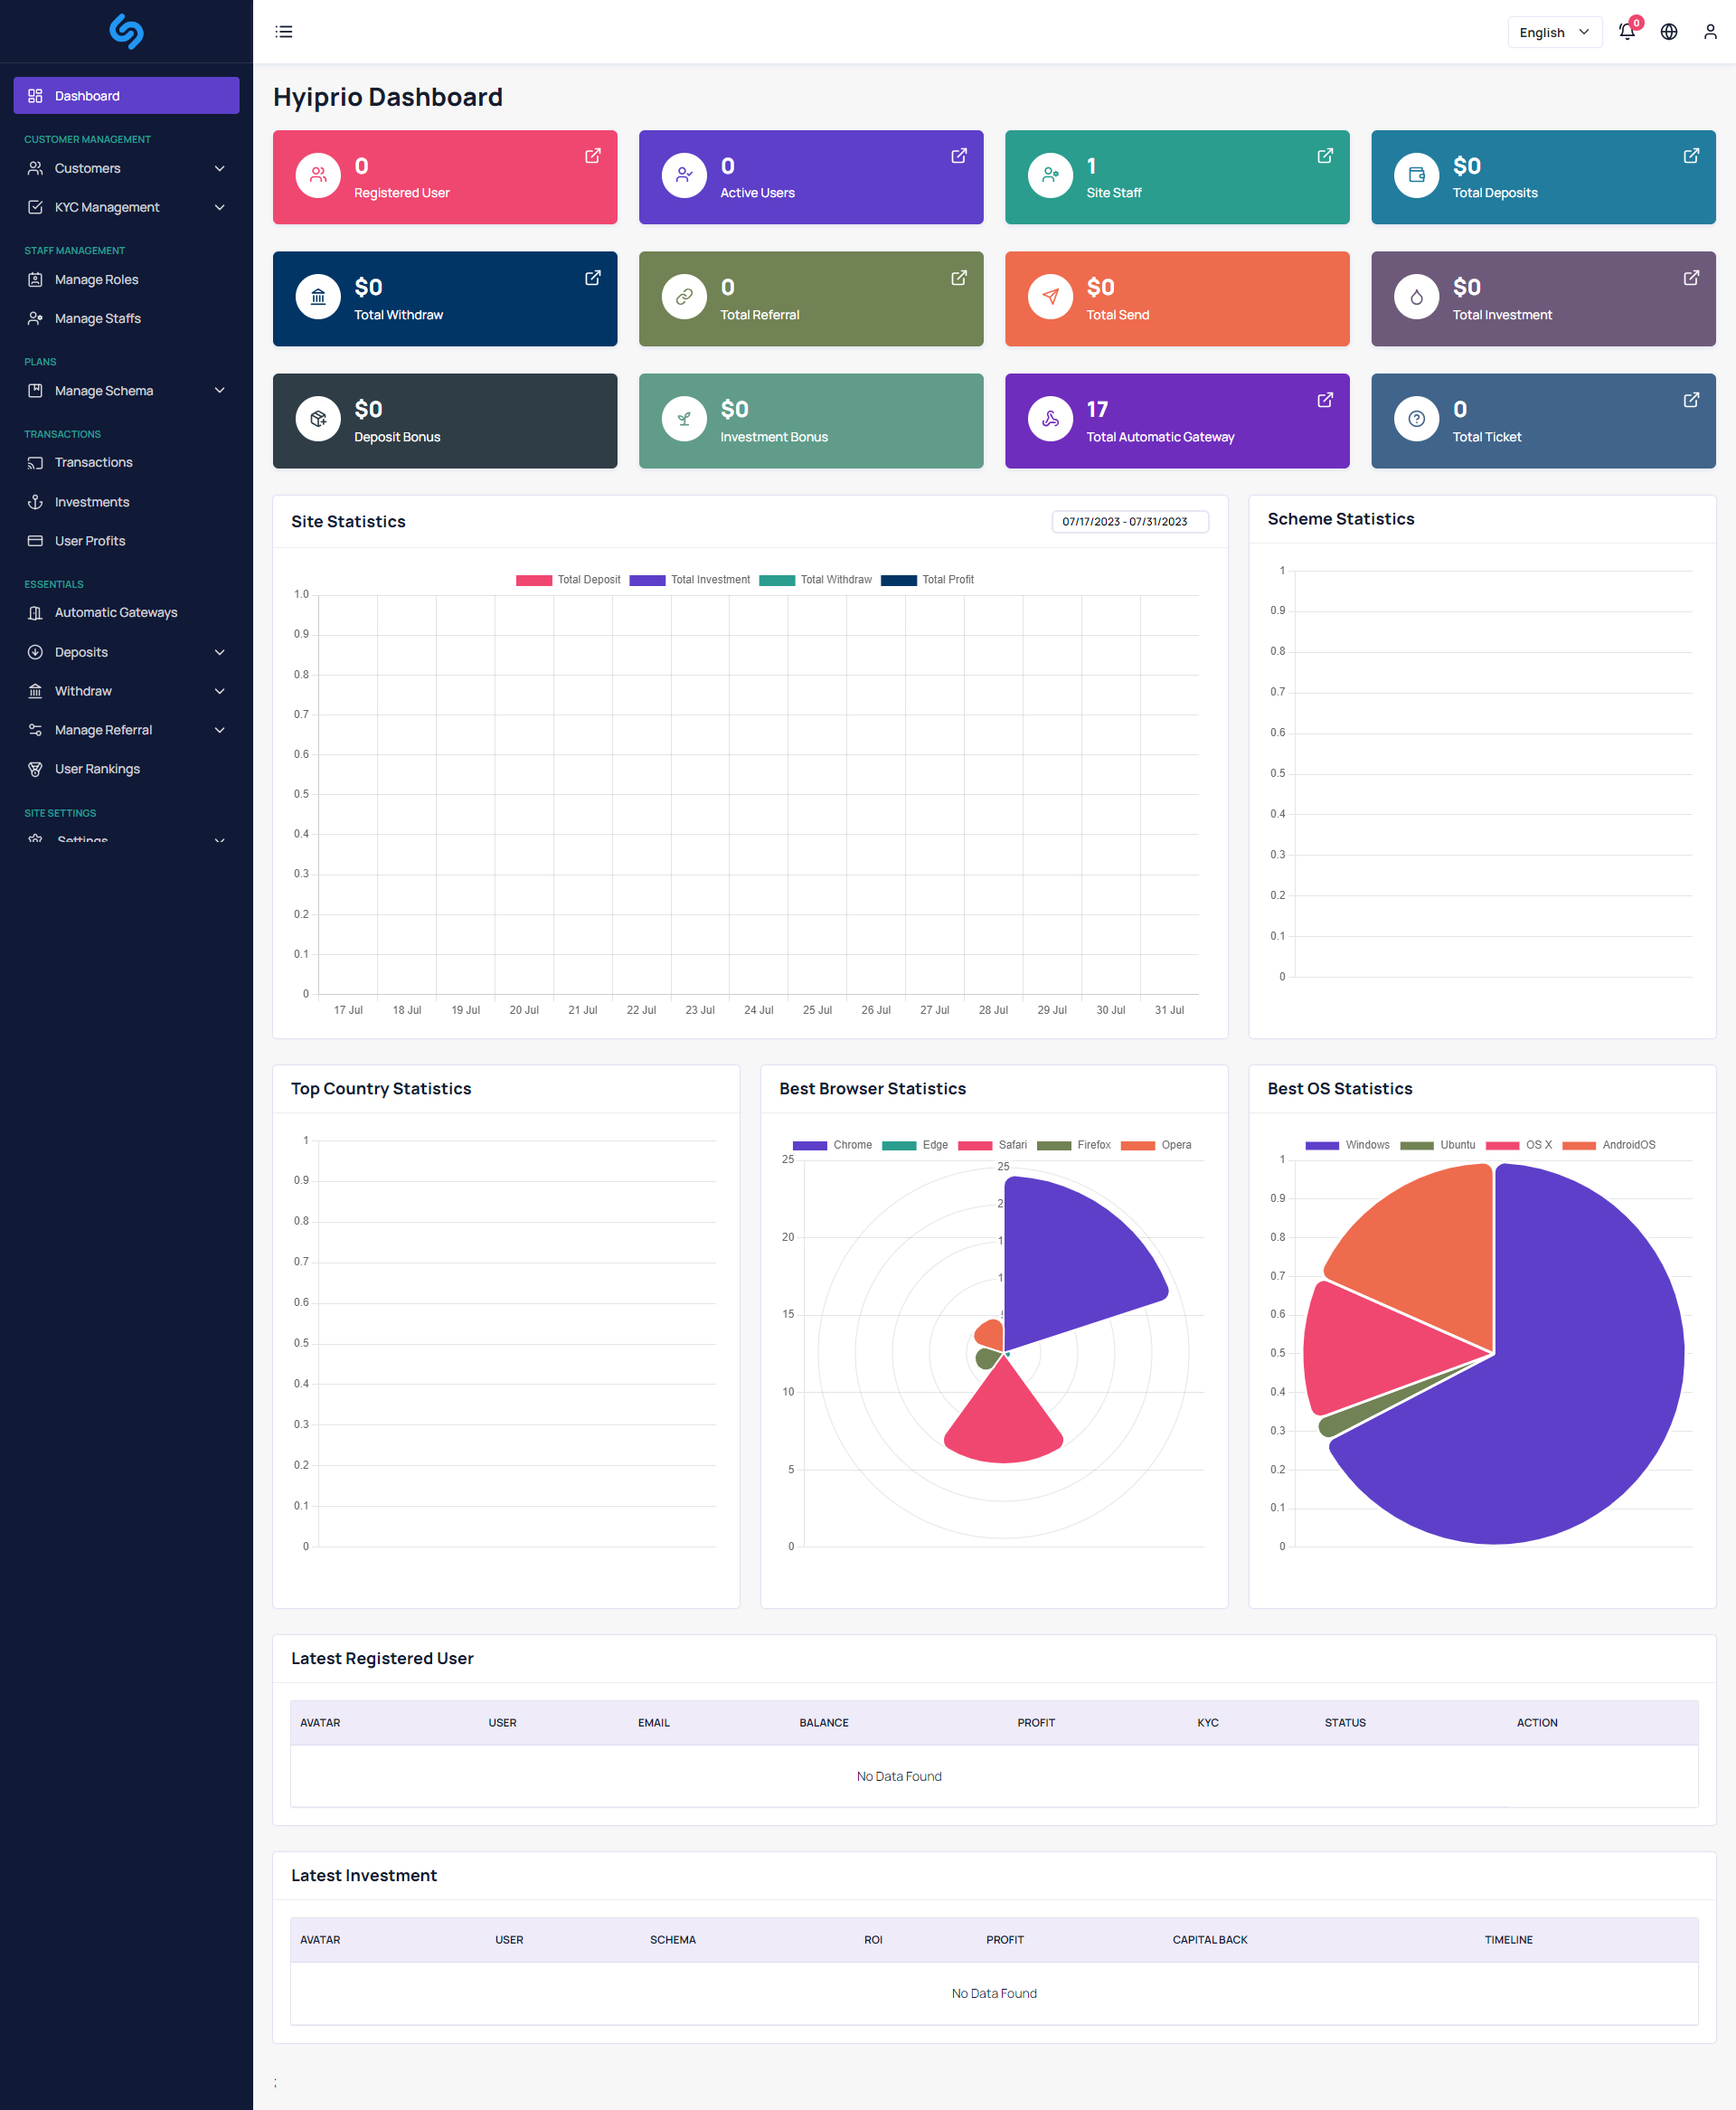 English
0
Dashboard
CUSTOMER MANAGEMENT
Customers
KYC Management
STAFF MANAGEMENT
Manage Roles
Manage Staffs
PLANS
Manage Schema
TRANSACTIONS
Transactions
Investments
User Profits
ESSENTIALS
Automatic Gateways
Deposits
Withdraw
Manage Referral
User Rankings
SITE SETTINGS
Settings
Hyiprio Dashboard
0
Registered User
0
Active Users
1
Site Staff
$0
Total Deposits
$0
Total Withdraw
0
Total Referral
$0
Total Send
$0
Total Investment
$0
Deposit Bonus
$0
Investment Bonus
17
Total Automatic Gateway
0
Total Ticket
Site Statistics
07/17/2023 - 07/31/2023
Total Deposit Total Investment Total Withdraw Total Profit
1.0
0.9
0.8
0.7
0.6
0.5
0.4
0.3
0.2
0.1
0
17 Jul 18 Jul 19 Jul 20 Jul 21 Jul 22 Jul 23 Jul 24 Jul 25 Jul 26 Jul 27 Jul 28 Jul 29 Jul 30 Jul 31 Jul
Scheme Statistics
1
0.9
0.8
0.7
0.6
0.5
0.4
0.3
0.2
0.1
0
Top Country Statistics
1
0.9
0.8
0.7
0.6
0.5
0.4
0.3
0.2
0.1
0
Best Browser Statistics
Chrome Edge Safari Firefox Opera
25
20
15
10
5
0
25
Best OS Statistics
Windows Ubuntu OS X AndroidOS
1
0.9
0.8
0.7
0.6
0.5
0.4
0.3
0.2
0.1
0
Latest Registered User
AVATAR USER EMAIL BALANCE PROFIT KYC STATUS ACTION
No Data Found
Latest Investment
AVATAR USER SCHEMA ROI PROFIT CAPITAL BACK TIMELINE
No Data Found
;